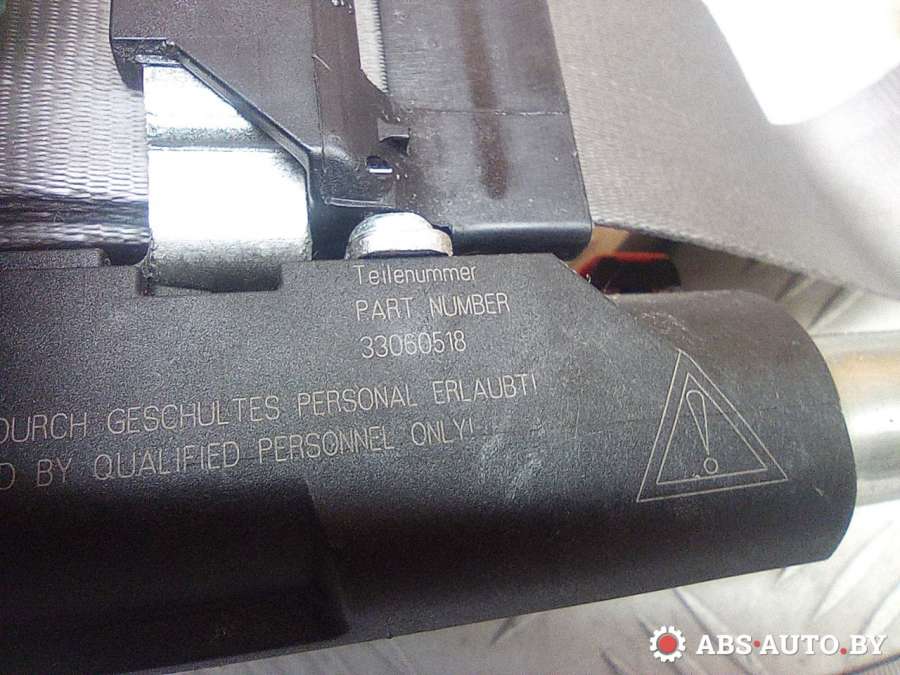 Teilenummer
PART NUMBER
33060518
DURCH GESCHULTES PERSONAL ERLAUBT!
BY QUALIFIED PERSONNEL ONLY!
ABS·AUTO.BY